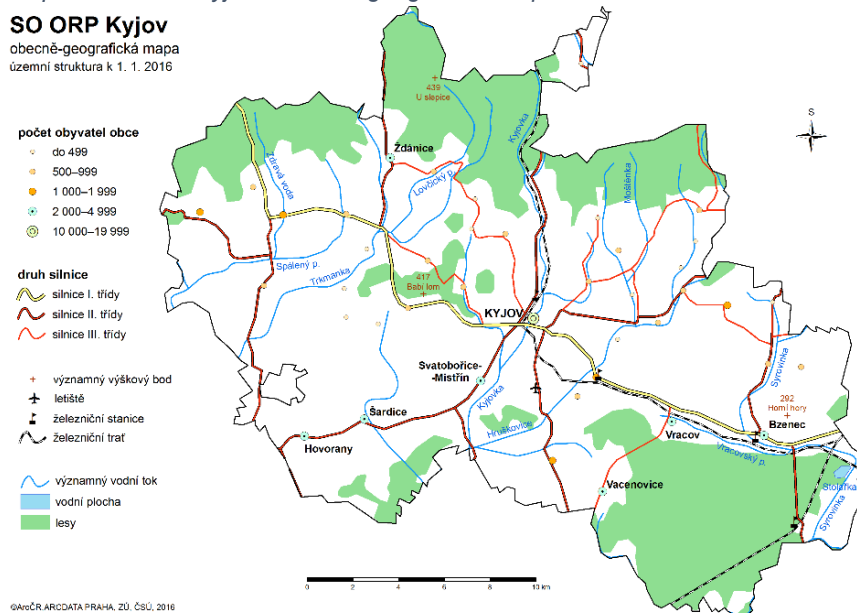 SO ORP Kyjov
obecně-geografická mapa
územní struktura k 1. 1. 2016
počet obyvatel obce
do 499
500–999
1 000–1 999
2 000–4 999
10 000–19 999
druh silnice
silnice I. třídy
silnice II. třídy
silnice III. třídy
významný výškový bod
letiště
železniční stanice
železniční trať
významný vodní tok
vodní plocha
lesy
S
439
U slepice
Kyjovka
Ždánice
Zdravá voda
Lovčický p.
Moštěnka
Spálený p.
Trkmanka
417
Babí lom
KYJOV
Svatobořice-
Mistřín
Syrovinka
Kyjovka
292
Horní hory
Šardice
Bzenec
Hruškovice
Vracov
Hovorany
Vracovský p.
Vacenovice
Stolařka
Syrovinka
0 2 4 6 8 10 13 km
©ArcČR, ARCDATA PRAHA, ZÚ, ČSÚ, 2016